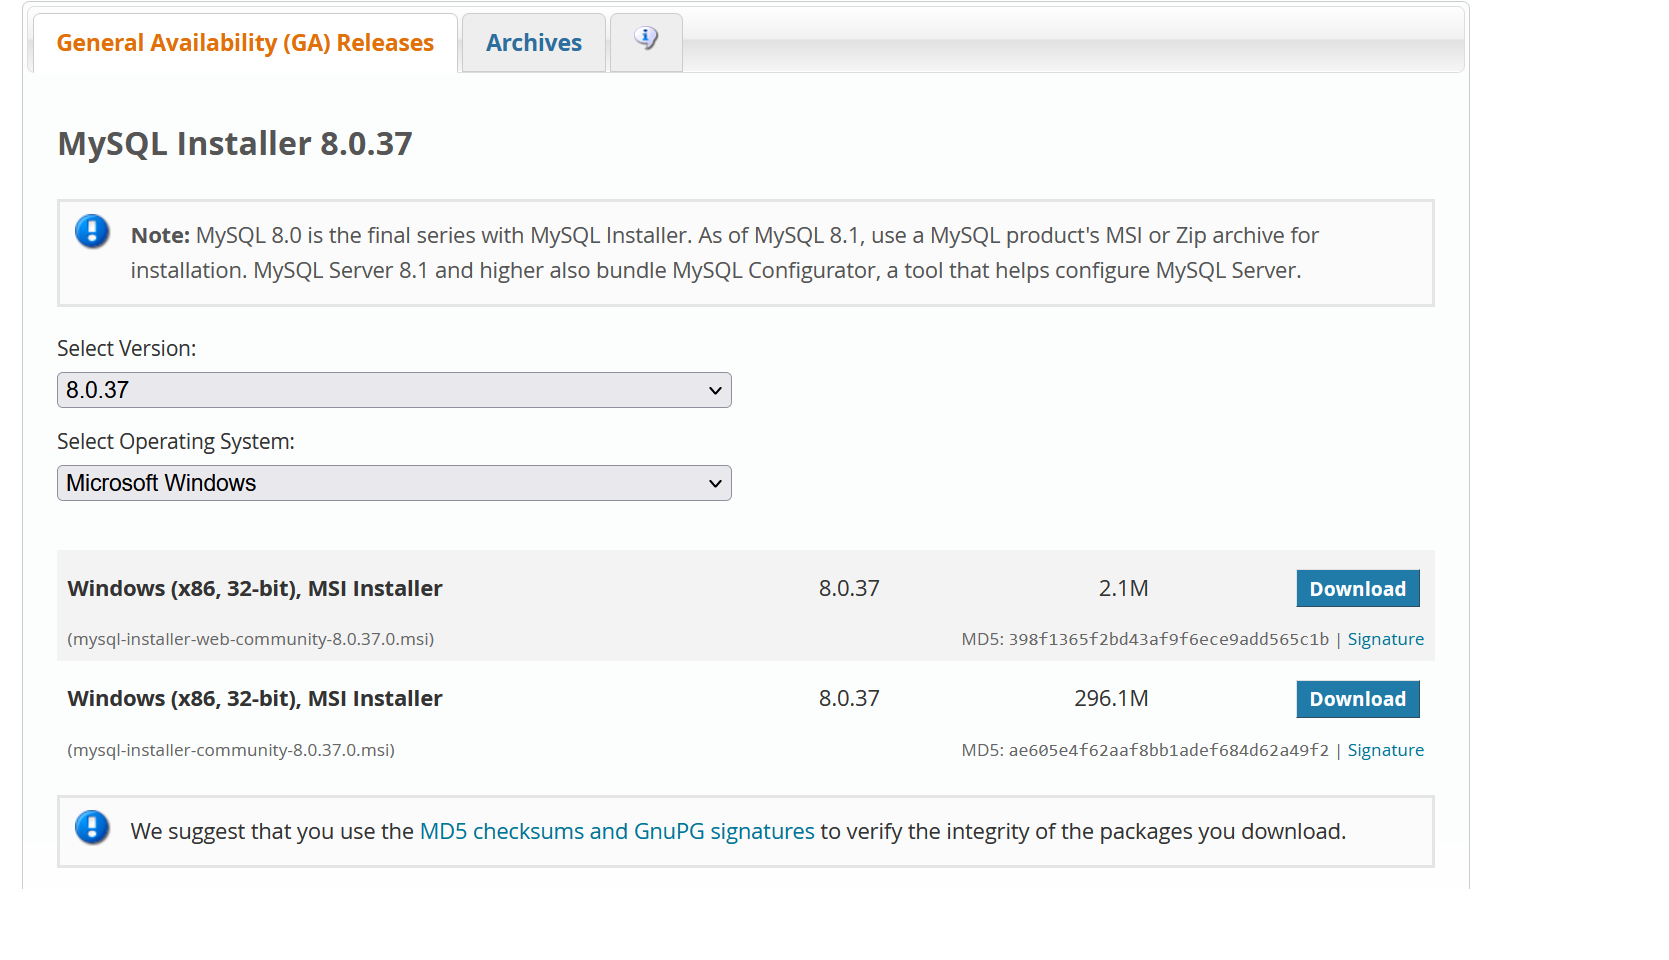 General Availability (GA) Releases
Archives
MySQL Installer 8.0.37
Note: MySQL 8.0 is the final series with MySQL Installer. As of MySQL 8.1, use a MySQL product's MSI or Zip archive for
installation. MySQL Server 8.1 and higher also bundle MySQL Configurator, a tool that helps configure MySQL Server.
Select Version:
8.0.37
Select Operating System:
Microsoft Windows
Windows (x86, 32-bit), MSI Installer 8.0.37 2.1M Download
(mysql-installer-web-community-8.0.37.0.msi) MD5: 398f1365f2bd43af9f6ece9add565c1b | Signature
Windows (x86, 32-bit), MSI Installer 8.0.37 296.1M Download
(mysql-installer-community-8.0.37.0.msi) MD5: ae605e4f62aaf8bb1adef684d62a49f2 | Signature
We suggest that you use the MD5 checksums and GnuPG signatures to verify the integrity of the packages you download.